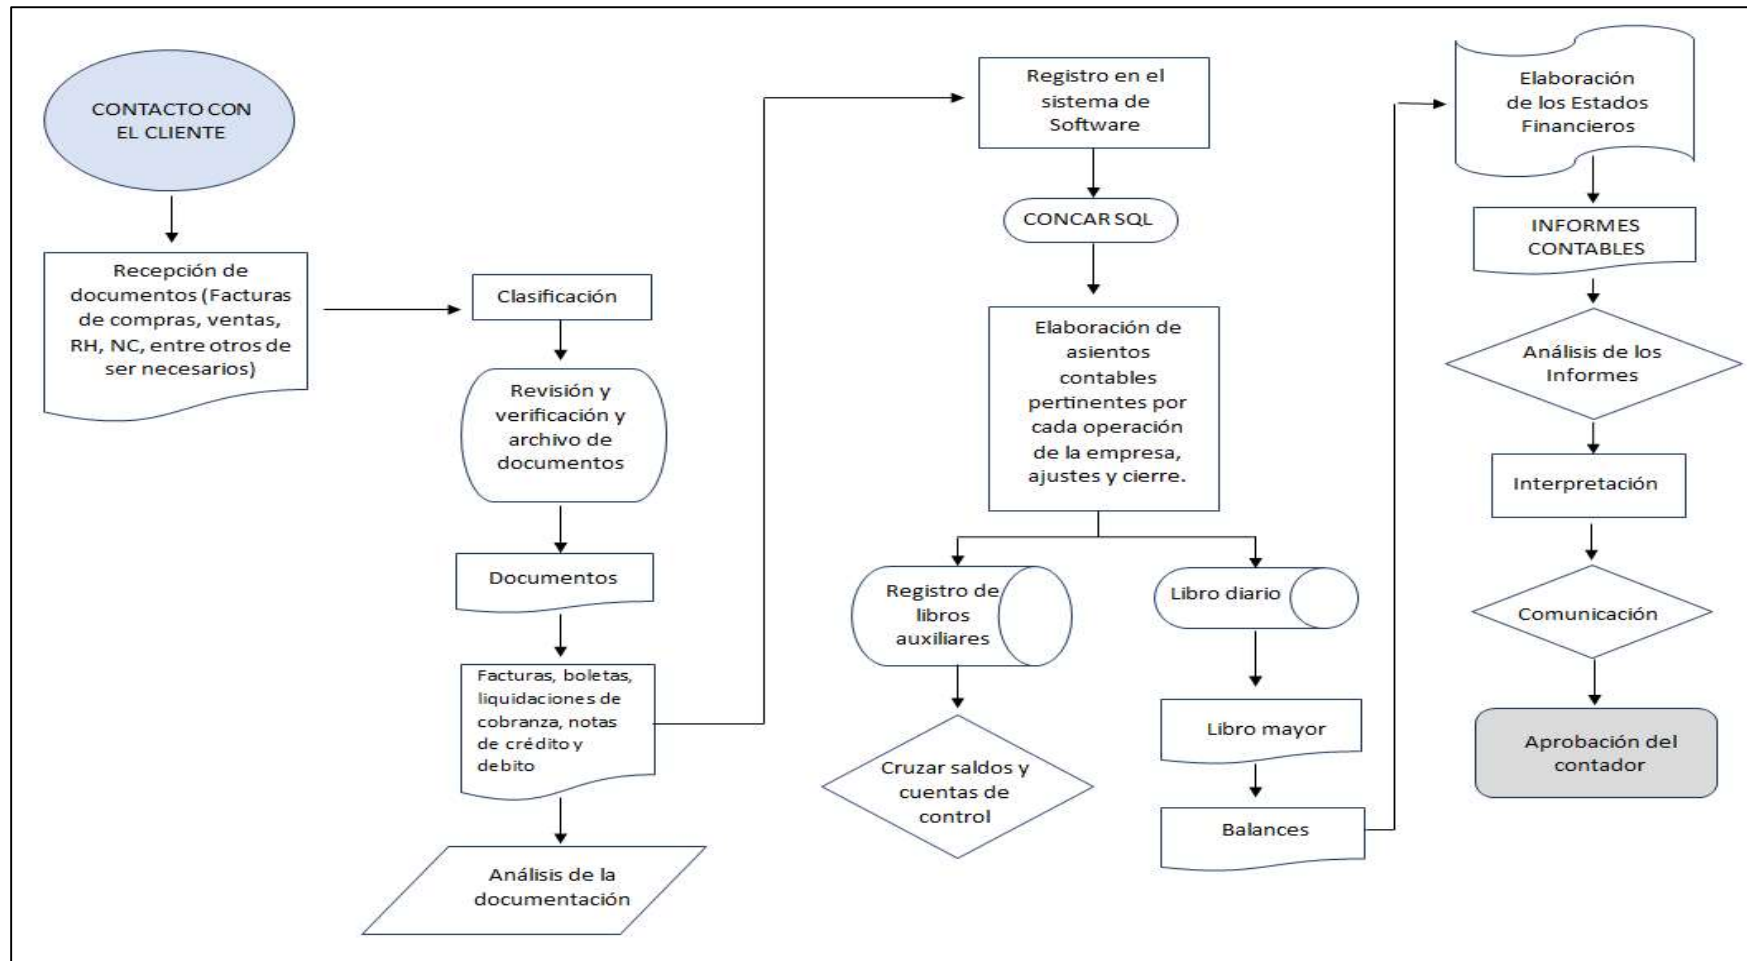 CONTACTO CON
EL CLIENTE
Recepción de
documentos (Facturas
de compras, ventas,
RH, NC, entre otros de
ser necesarios)
Clasificación
Revisión y
verificación y
archivo de
documentos
Documentos
Facturas, boletas,
liquidaciones de
cobranza, notas
de crédito y
debito
Análisis de la
documentación
Registro en el
sistema de
Software
CONCAR SQL
Elaboración de
asientos
contables
pertinentes por
cada operación
de la empresa,
ajustes y cierre.
Registro de
libros
auxiliares
Cruzar saldos y
cuentas de
control
Libro diario
Libro mayor
Balances
Elaboración
de los Estados
Financieros
INFORMES
CONTABLES
Análisis de los
Informes
Interpretación
Comunicación
Aprobación del
contador